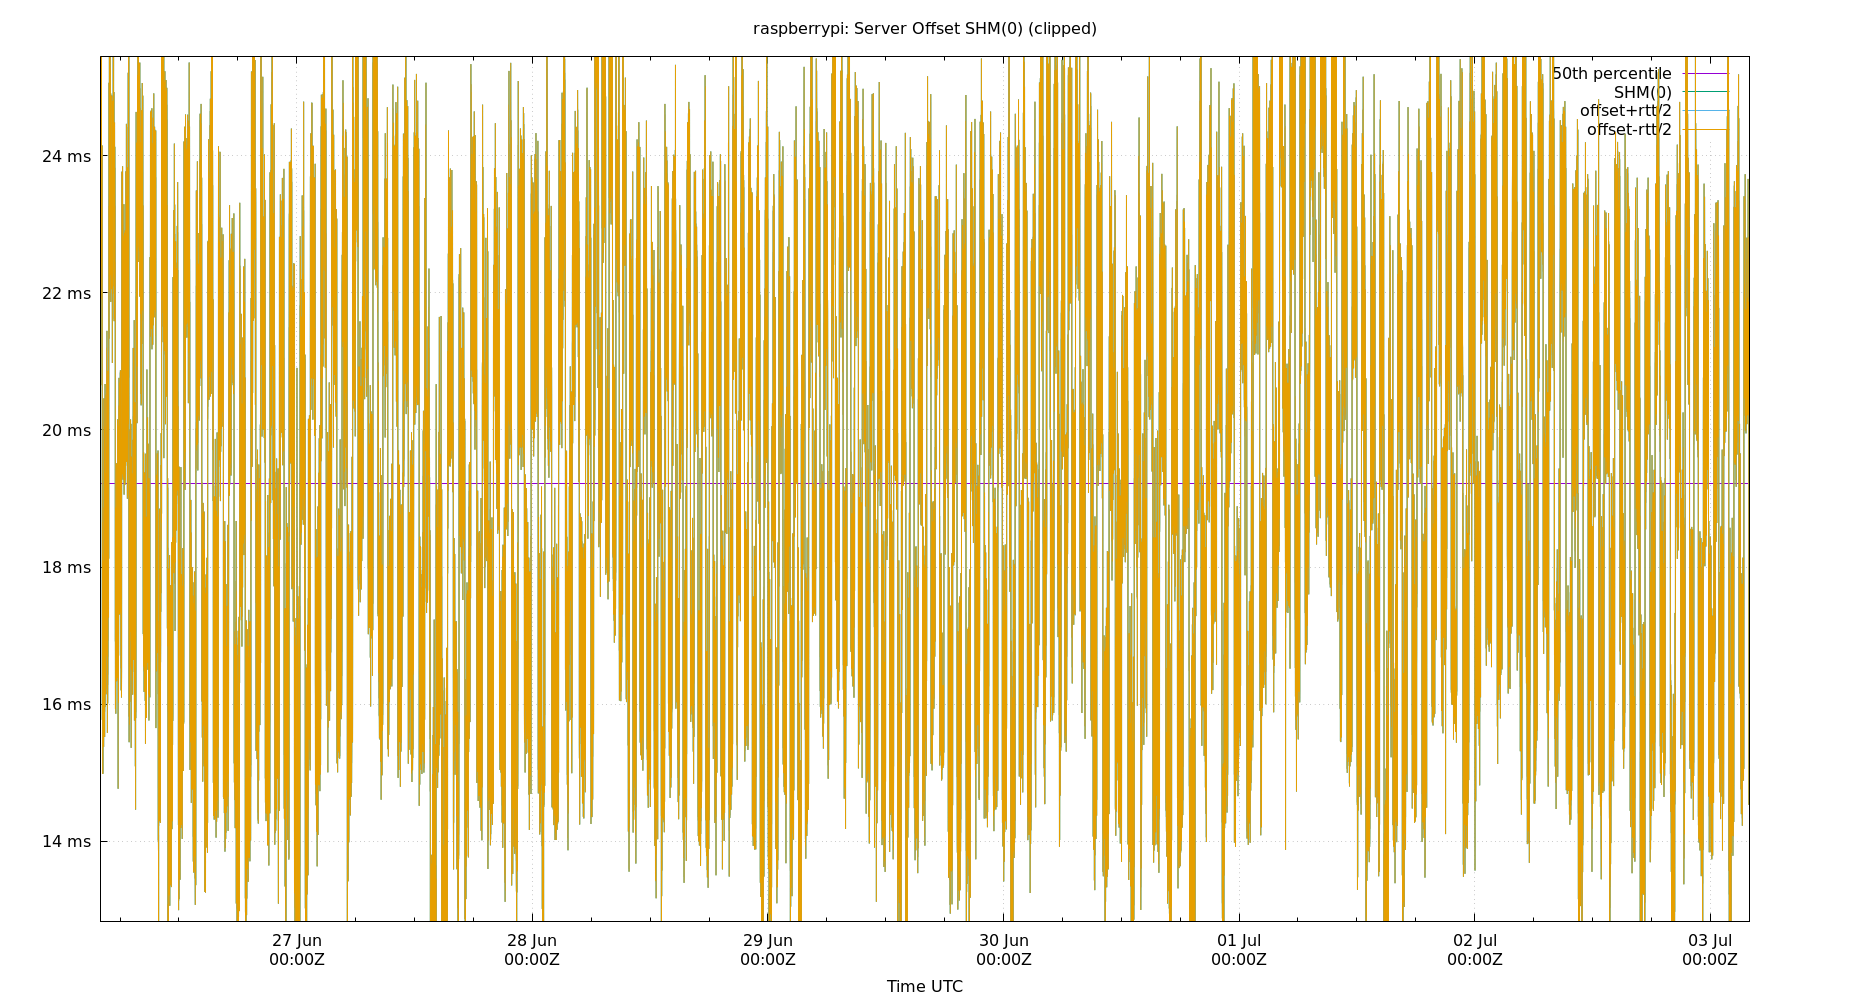 raspberrypi: Server Offset SHM(0) (clipped)
50th percentile
SHM(0)
offset+rtt/2
offset-rtt/2
24 ms
22 ms
20 ms
18 ms
16 ms
14 ms
27 Jun 28 Jun 29 Jun 30 Jun 01 Jul 02 Jul 03 Jul
00:00Z 00:00Z 00:00Z 00:00Z 00:00Z 00:00Z 00:00Z
Time UTC